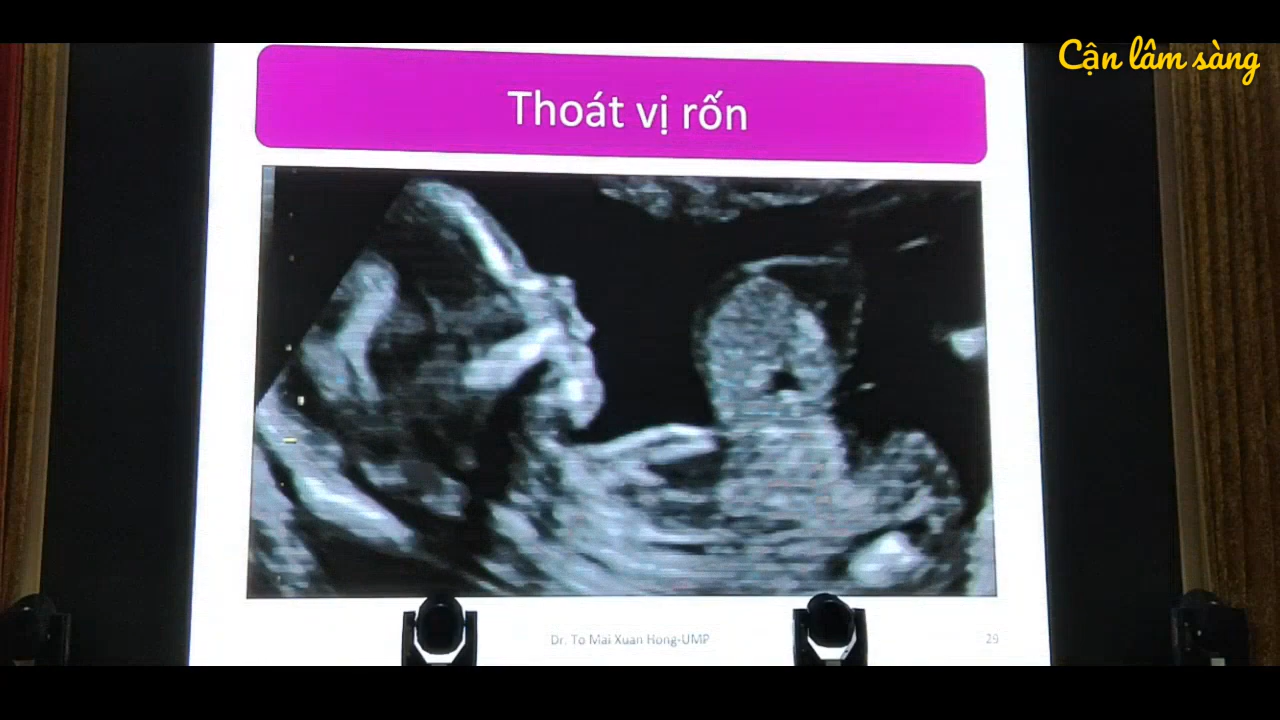 Cận lâm sàng
Thoát vị rốn
Dr. To Mai Xuan Hong-UMP
29